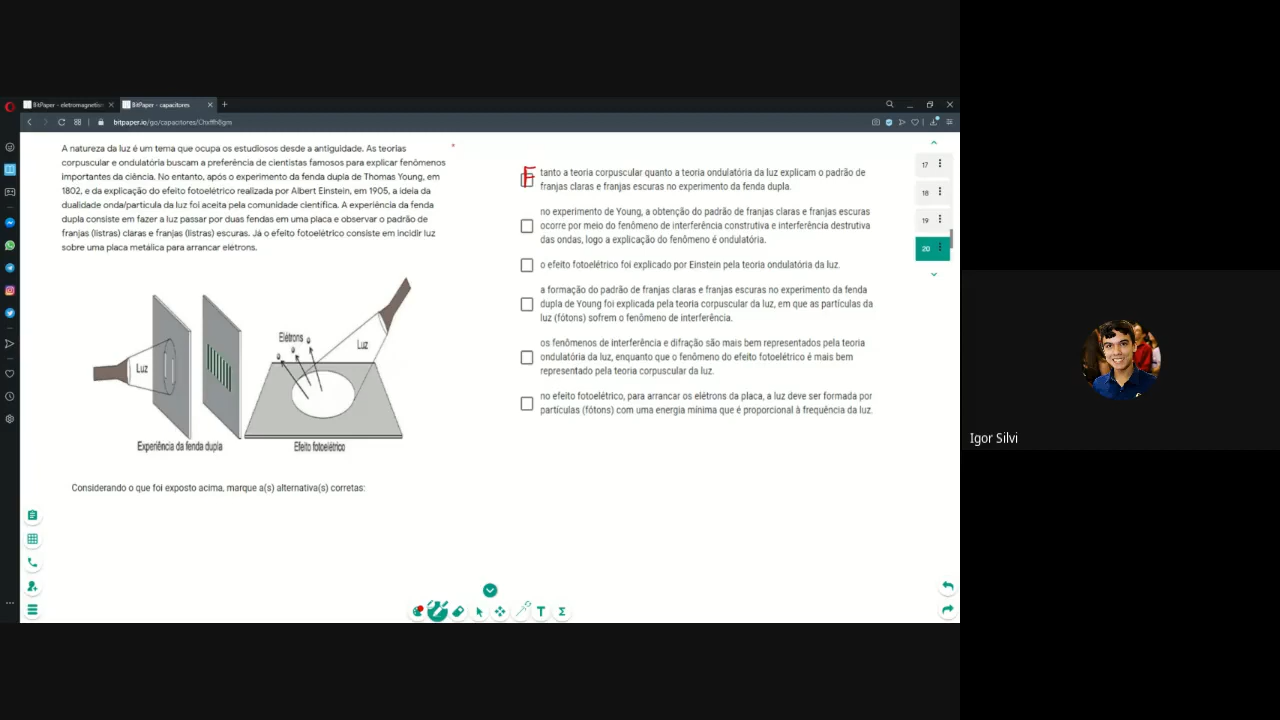 BitPaper - eletromagnetism
BitPaper - capacitores
bitpaper.io/go/capacitores/Chxffh8gm
A natureza da luz é um tema que ocupa os estudiosos desde a antiguidade. As teorias
corpuscular e ondulatória buscam a preferência de cientistas famosos para explicar fenômenos
importantes da ciência. No entanto, após o experimento da fenda dupla de Thomas Young, em
1802, e da explicação do efeito fotoelétrico realizada por Albert Einstein, em 1905, a ideia da
dualidade onda/partícula da luz foi aceita pela comunidade científica. A experiência da fenda
dupla consiste em fazer a luz passar por duas fendas em uma placa e observar o padrão de
franjas (listras) claras e franjas (listras) escuras. Já o efeito fotoelétrico consiste em incidir luz
sobre uma placa metálica para arrancar elétrons.
Luz
Experiência da fenda dupla
Elétrons
Luz
Efeito fotoelétrico
Considerando o que foi exposto acima, marque a(s) alternativa(s) corretas:
F
tanto a teoria corpuscular quanto a teoria ondulatória da luz explicam o padrão de
franjas claras e franjas escuras no experimento da fenda dupla.
no experimento de Young, a obtenção do padrão de franjas claras e franjas escuras
ocorre por meio do fenômeno de interferência construtiva e interferência destrutiva
das ondas, logo a explicação do fenômeno é ondulatória.
o efeito fotoelétrico foi explicado por Einstein pela teoria ondulatória da luz.
a formação do padrão de franjas claras e franjas escuras no experimento da fenda
dupla de Young foi explicada pela teoria corpuscular da luz, em que as partículas da
luz (fótons) sofrem o fenômeno de interferência.
os fenômenos de interferência e difração são mais bem representados pela teoria
ondulatória da luz, enquanto que o fenômeno do efeito fotoelétrico é mais bem
representado pela teoria corpuscular da luz.
no efeito fotoelétrico, para arrancar os elétrons da placa, a luz deve ser formada por
partículas (fótons) com uma energia mínima que é proporcional à frequência da luz.
17
18
19
20
T
Σ
Igor Silvi